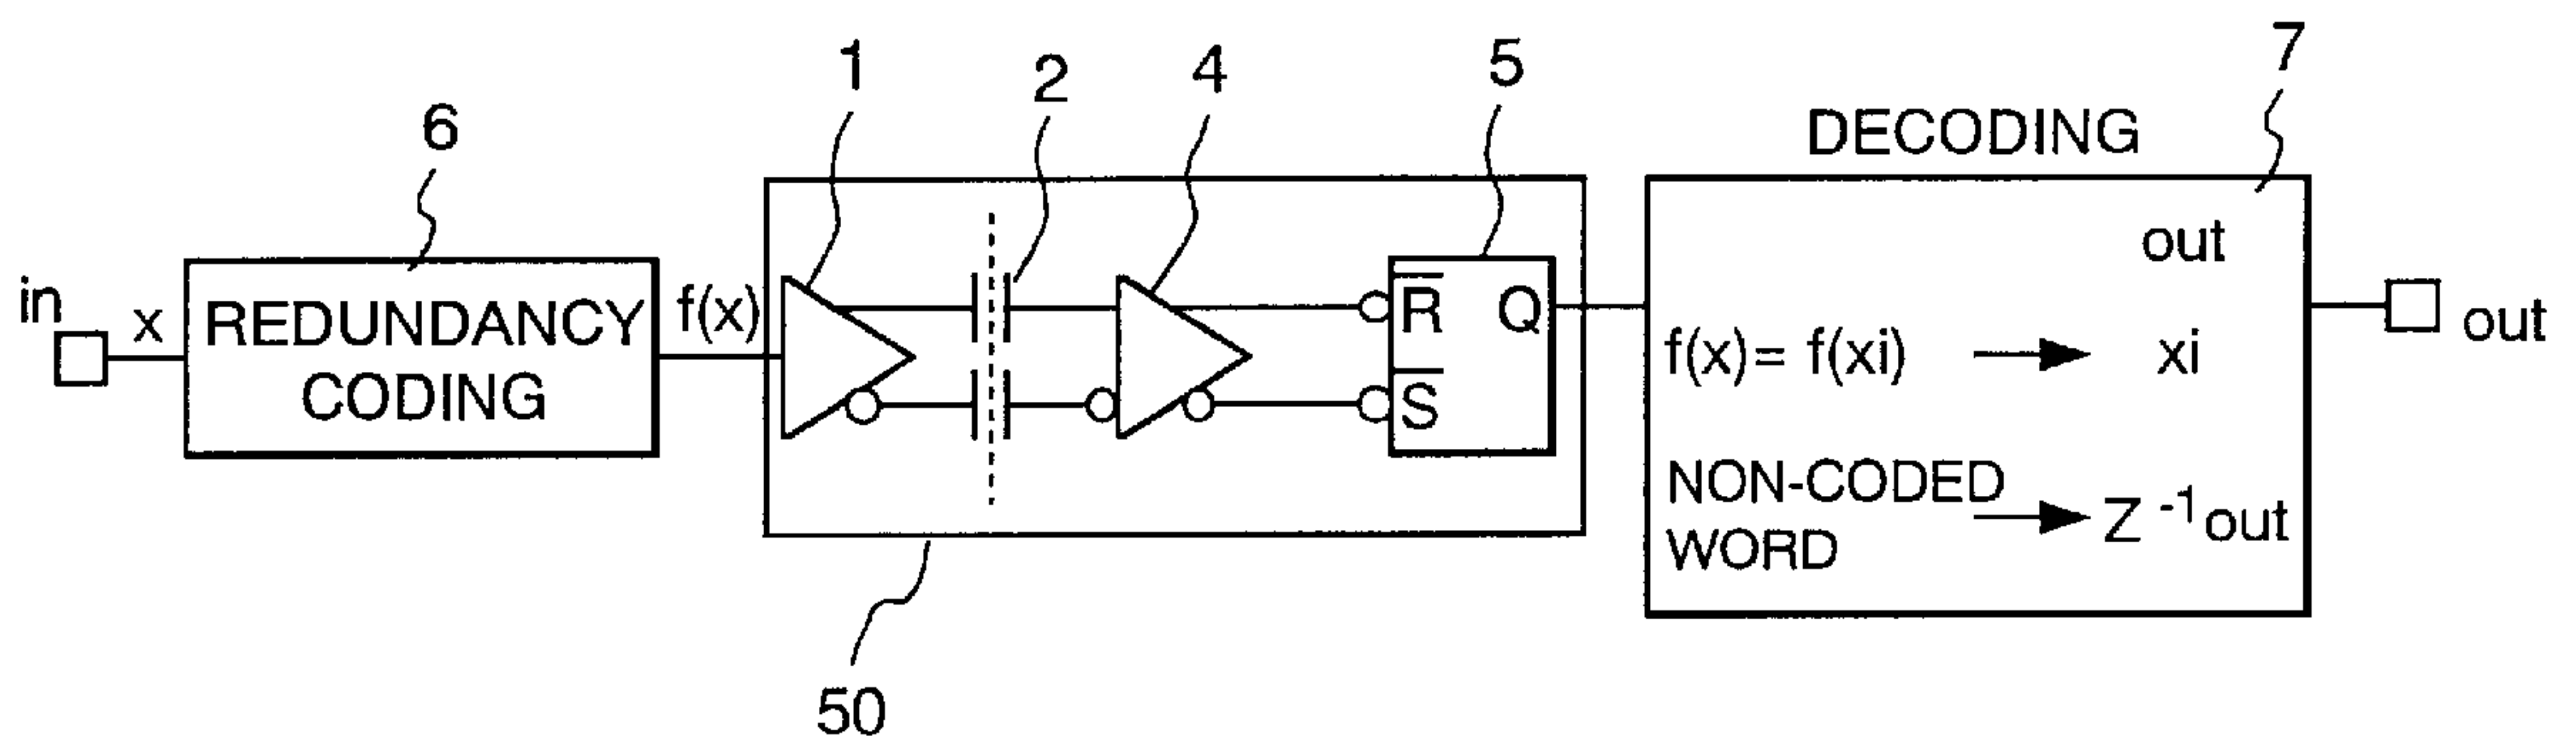 1
2
4
5
7
6
DECODING
in
x
REDUNDANCY
CODING
f(x)
R̅
S̅
Q
out
f(x)= f(xi)
xi
NON-CODED
WORD
Z⁻¹out
out
50